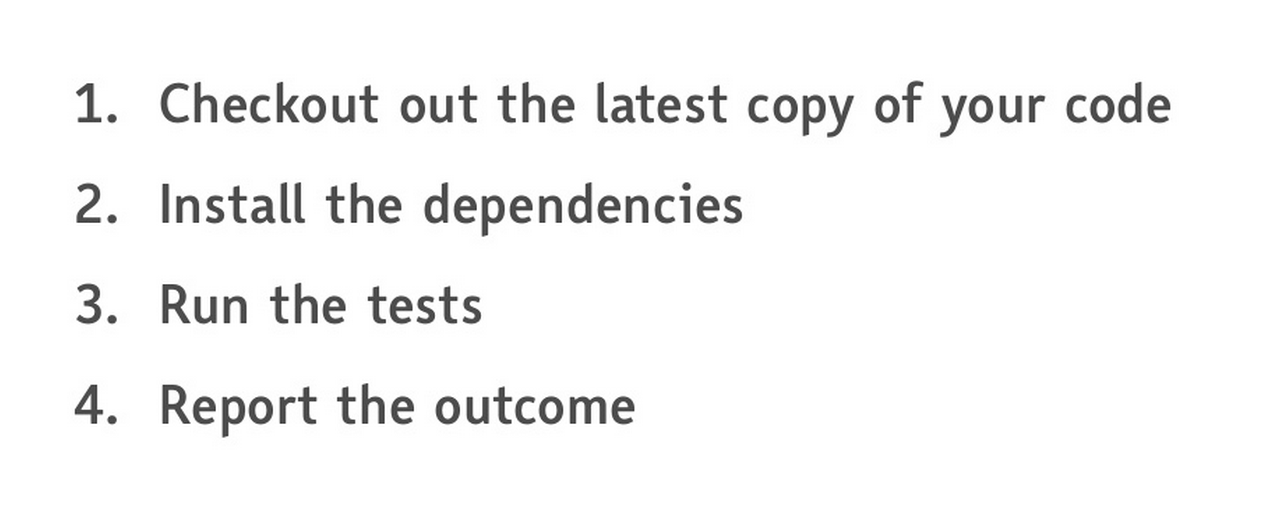 1. Checkout out the latest copy of your code
2. Install the dependencies
3. Run the tests
4. Report the outcome